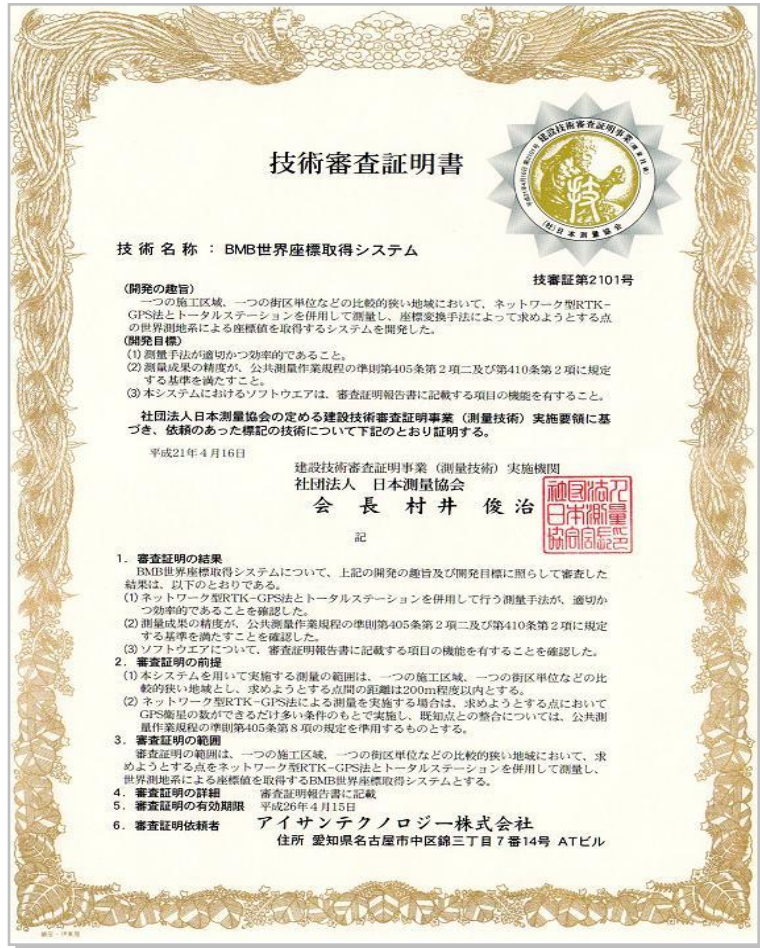 技術審査証明書
建設技術審査証明事業(測量技術)
平成21年4月16日 第2101号
技
(社)日本測量協会
技術名称:BMB世界座標取得システム
技審証第2101号
(開発の趣旨)
一つの施工区域、一つの街区単位などの比較的狭い地域において、ネットワーク型RTK-
GPS法とトータルステーションを併用して測量し、座標変換手法によって求めようとする点
の世界測地系による座標値を取得するシステムを開発した。
(開発目標)
(1) 測量手法が適切かつ効率的であること。
(2) 測量成果の精度が、公共測量作業規程の準則第405条第2項二及び第410条第2項に規定
する基準を満たすこと。
(3) 本システムにおけるソフトウエアは、審査証明報告書に記載する項目の機能を有すること。
社団法人日本測量協会の定める建設技術審査証明事業(測量技術)実施要領に基
づき、依頼のあった標記の技術について下記のとおり証明する。
平成21年4月16日
建設技術審査証明事業(測量技術)実施機関
社団法人 日本測量協会
会長 村井俊治
記
1. 審査証明の結果
BMB世界座標取得システムについて、上記の開発の趣旨及び開発目標に照らして審査した
結果は、以下のとおりである。
(1) ネットワーク型RTK-GPS法とトータルステーションを併用して行う測量手法が、適切か
つ効率的であることを確認した。
(2) 測量成果の精度が、公共測量作業規程の準則第405条第2項二及び第410条第2項に規定
する基準を満たすことを確認した。
(3) ソフトウエアについて、審査証明報告書に記載する項目の機能を有することを確認した。
2. 審査証明の前提
(1) 本システムを用いて実施する測量の範囲は、一つの施工区域、一つの街区単位などの比
較的狭い地域とし、求めようとする点間の距離は200m程度以内とする。
(2) ネットワーク型RTK-GPS法による測量を実施する場合は、求めようとする点において
GPS衛星の数ができるだけ多い条件のもとで実施し、既知点との整合については、公共測
量作業規程の準則第405条第8項の規定を準用するものとする。
3. 審査証明の範囲
審査証明の範囲は、一つの施工区域、一つの街区単位などの比較的狭い地域において、求
めようとする点をネットワーク型RTK-GPS法とトータルステーションを併用して測量し、
世界測地系による座標値を取得するBMB世界座標取得システムとする。
4. 審査証明の詳細 審査証明報告書に記載
5. 審査証明の有効期限 平成26年4月15日
6. 審査証明依頼者 アイサンテクノロジー株式会社
住所 愛知県名古屋市中区錦三丁目7番14号 ATビル